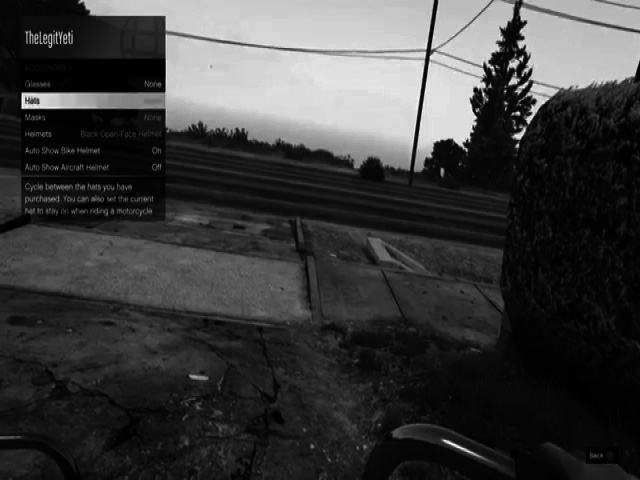 TheLegitYeti
ACCESSORIES
Glasses None
Hats
Masks None
Helmets Black Open-Face Helmet
Auto Show Bike Helmet On
Auto Show Aircraft Helmet Off
Cycle between the hats you have
purchased. You can also set the current
hat to stay on when riding a motorcycle
Back